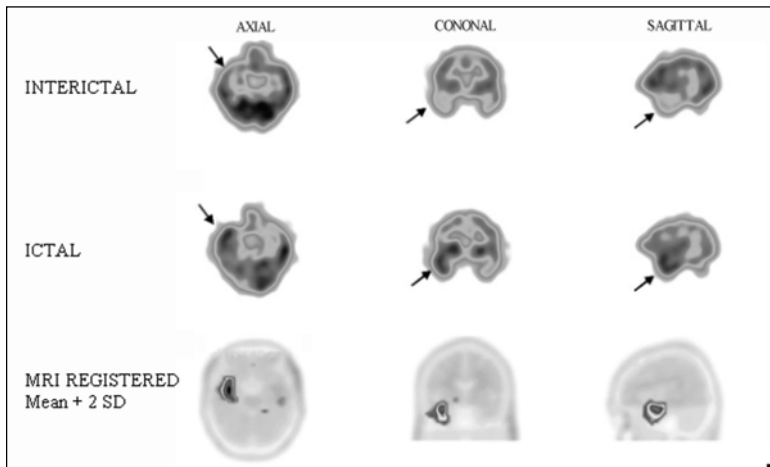 AXIAL CONONAL SAGITTAL
INTERICTAL
ICTAL
MRI REGISTERED
Mean + 2 SD